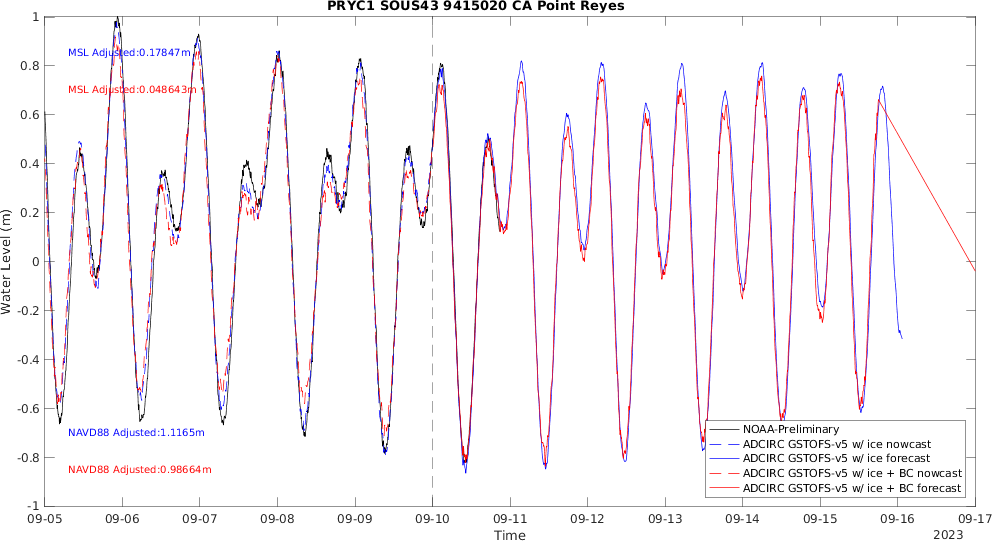 PRYC1 SOUS43 9415020 CA Point Reyes
1
0.8
0.6
0.4
0.2
0
-0.2
-0.4
-0.6
-0.8
-1
Water Level (m)
MSL Adjusted:0.17847m
MSL Adjusted:0.048643m
NAVD88 Adjusted:1.1165m
NAVD88 Adjusted:0.98664m
NOAA-Preliminary
ADCIRC GSTOFS-v5 w/ ice nowcast
ADCIRC GSTOFS-v5 w/ ice forecast
ADCIRC GSTOFS-v5 w/ ice + BC nowcast
ADCIRC GSTOFS-v5 w/ ice + BC forecast
09-05 09-06 09-07 09-08 09-09 09-10 09-11 09-12 09-13 09-14 09-15 09-16 09-17
Time
2023